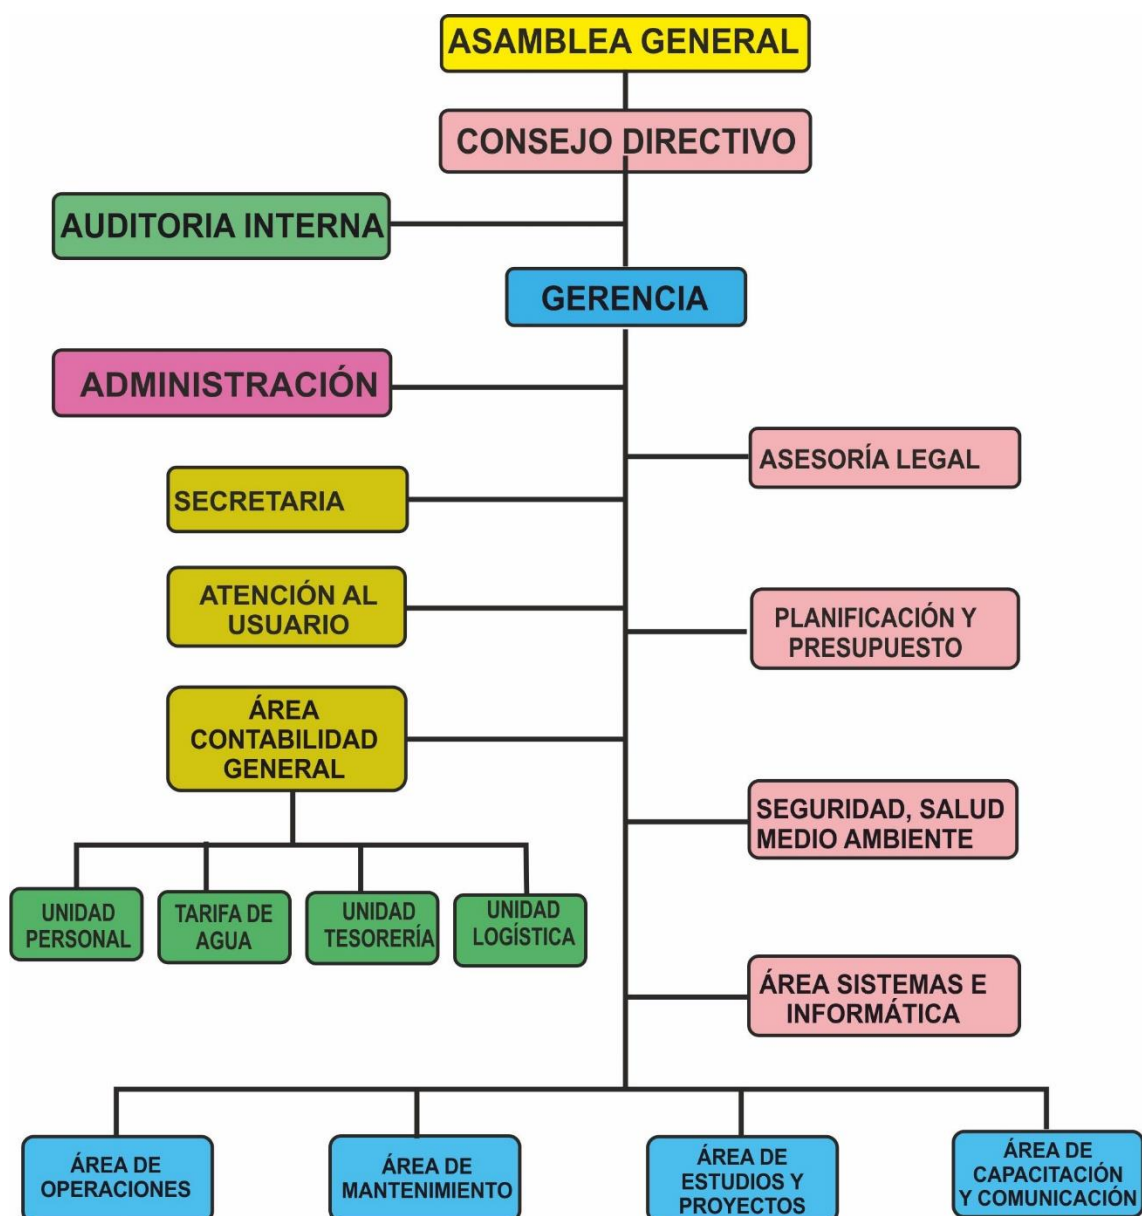 ASAMBLEA GENERAL
CONSEJO DIRECTIVO
AUDITORIA INTERNA
GERENCIA
ADMINISTRACIÓN
ASESORÍA LEGAL
SECRETARIA
ATENCIÓN AL
USUARIO
PLANIFICACIÓN Y
PRESUPUESTO
ÁREA
CONTABILIDAD
GENERAL
SEGURIDAD, SALUD
MEDIO AMBIENTE
UNIDAD
PERSONAL
TARIFA DE
AGUA
UNIDAD
TESORERÍA
UNIDAD
LOGÍSTICA
ÁREA SISTEMAS E
INFORMÁTICA
ÁREA DE
OPERACIONES
ÁREA DE
MANTENIMIENTO
ÁREA DE
ESTUDIOS Y
PROYECTOS
ÁREA DE
CAPACITACIÓN
Y COMUNICACIÓN